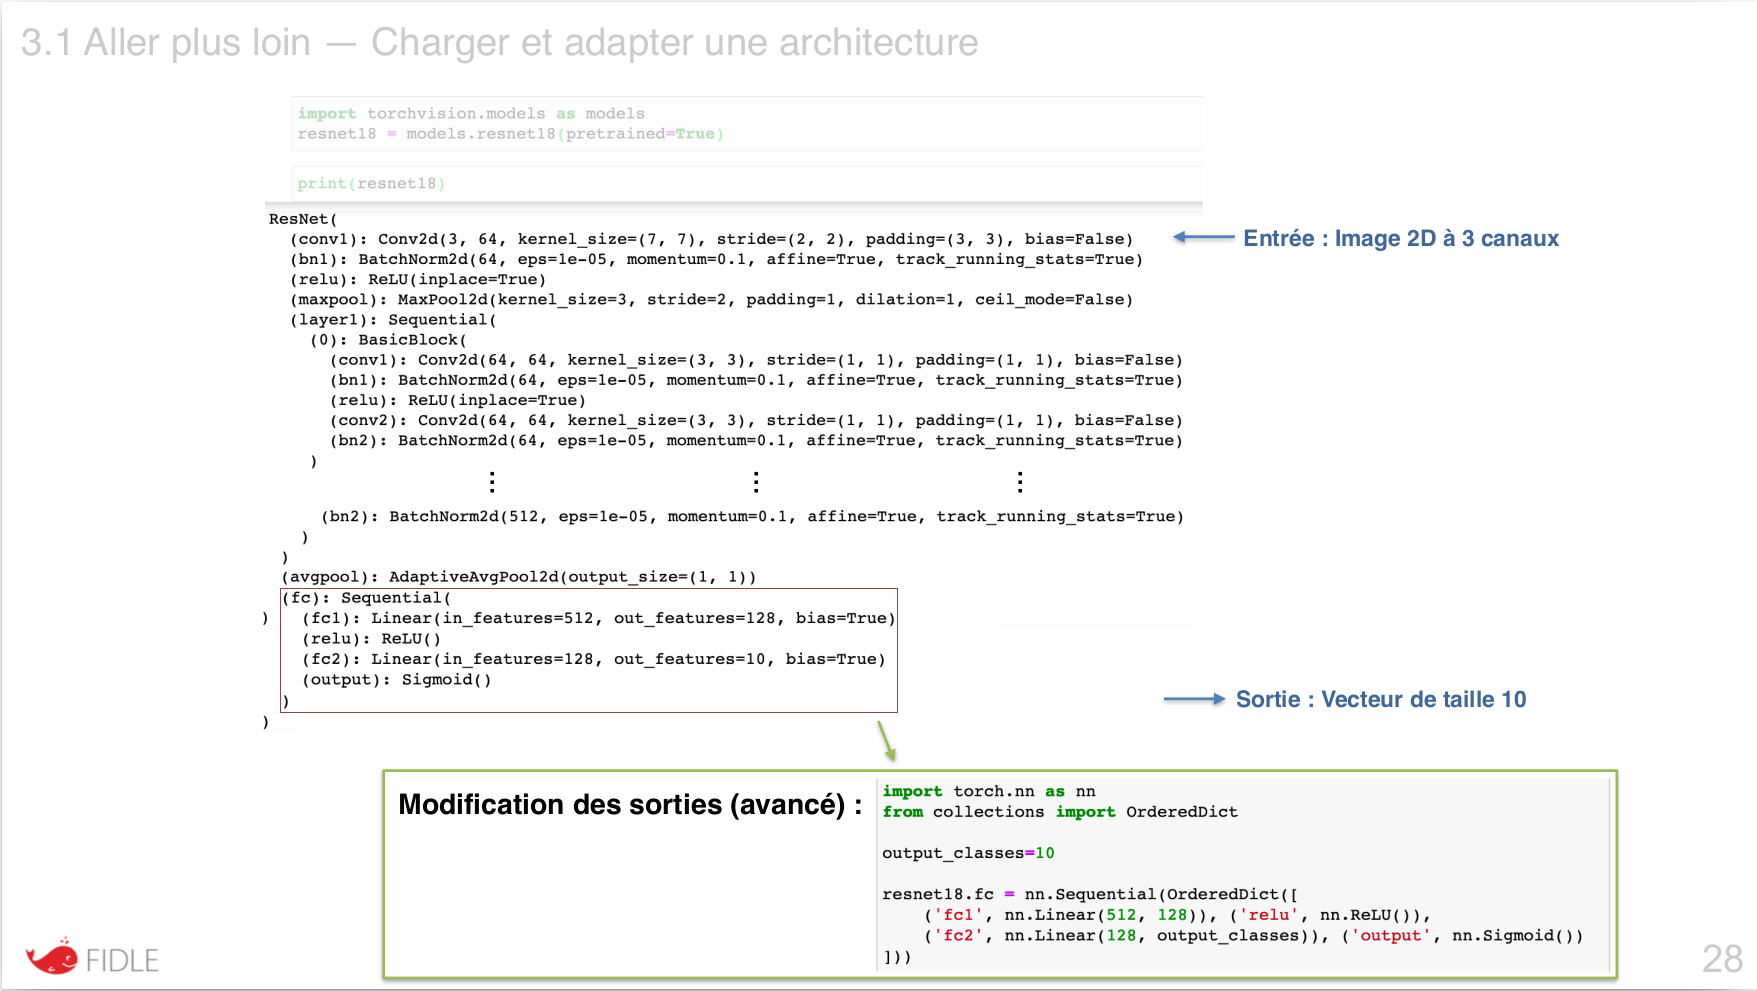 3.1 Aller plus loin — Charger et adapter une architecture
import torchvision.models as models
resnet18 = models.resnet18(pretrained=True)
print(resnet18)
ResNet(
(conv1): Conv2d(3, 64, kernel_size=(7, 7), stride=(2, 2), padding=(3, 3), bias=False)
Entrée : Image 2D à 3 canaux
(bn1): BatchNorm2d(64, eps=1e-05, momentum=0.1, affine=True, track_running_stats=True)
(relu): ReLU(inplace=True)
(maxpool): MaxPool2d(kernel_size=3, stride=2, padding=1, dilation=1, ceil_mode=False)
(layer1): Sequential(
(0): BasicBlock(
(conv1): Conv2d(64, 64, kernel_size=(3, 3), stride=(1, 1), padding=(1, 1), bias=False)
(bn1): BatchNorm2d(64, eps=1e-05, momentum=0.1, affine=True, track_running_stats=True)
(relu): ReLU(inplace=True)
(conv2): Conv2d(64, 64, kernel_size=(3, 3), stride=(1, 1), padding=(1, 1), bias=False)
(bn2): BatchNorm2d(64, eps=1e-05, momentum=0.1, affine=True, track_running_stats=True)
)
⋮ ⋮ ⋮
(bn2): BatchNorm2d(512, eps=1e-05, momentum=0.1, affine=True, track_running_stats=True)
)
)
(avgpool): AdaptiveAvgPool2d(output_size=(1, 1))
(fc): Sequential(
) (fc1): Linear(in_features=512, out_features=128, bias=True)
(relu): ReLU()
(fc2): Linear(in_features=128, out_features=10, bias=True)
(output): Sigmoid()
)
)
Sortie : Vecteur de taille 10
Modification des sorties (avancé) :
import torch.nn as nn
from collections import OrderedDict
output_classes=10
resnet18.fc = nn.Sequential(OrderedDict([
('fc1', nn.Linear(512, 128)), ('relu', nn.ReLU()),
('fc2', nn.Linear(128, output_classes)), ('output', nn.Sigmoid())
]))
FIDLE
28